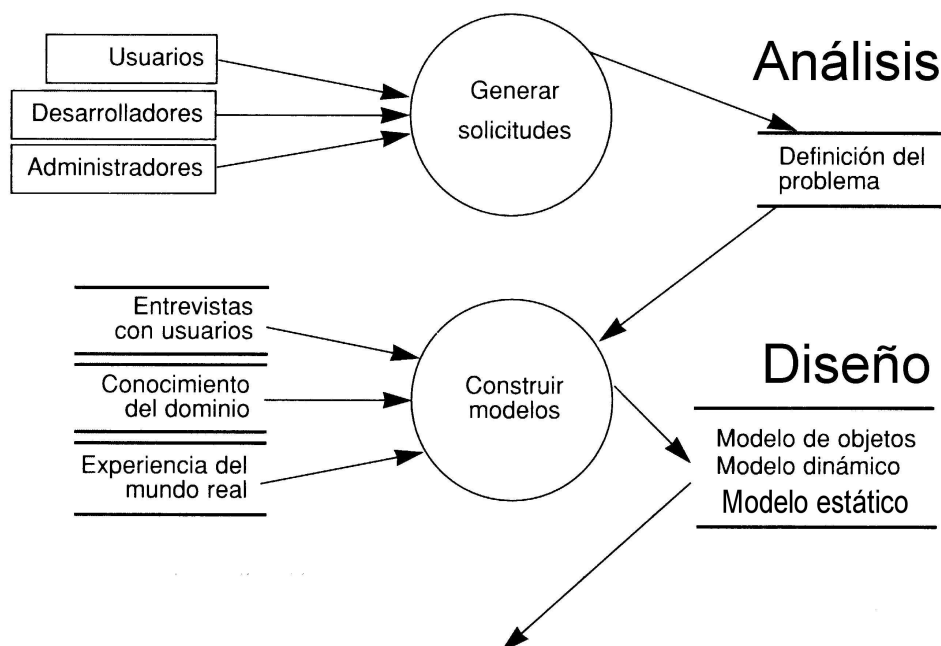 Usuarios
Desarrolladores
Administradores
Generar
solicitudes
Análisis
Definición del
problema
Entrevistas
con usuarios
Conocimiento
del dominio
Experiencia del
mundo real
Construir
modelos
Diseño
Modelo de objetos
Modelo dinámico
Modelo estático